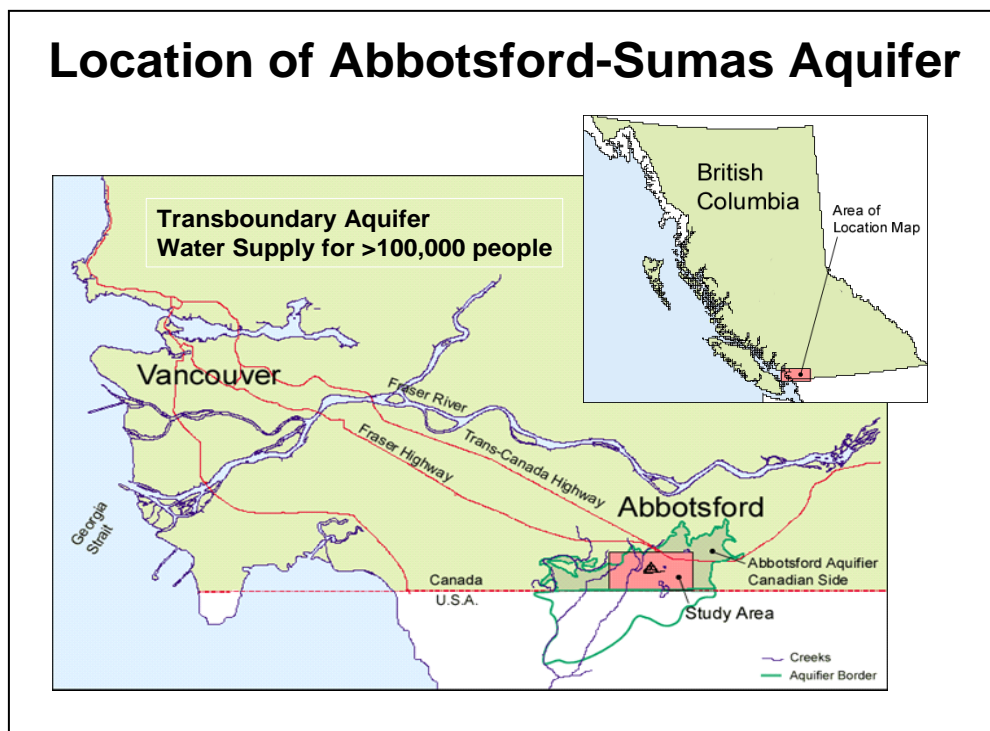 Location of Abbotsford-Sumas Aquifer
British
Columbia
Area of
Location Map
Transboundary Aquifer
Water Supply for >100,000 people
Vancouver
Fraser River
Fraser Highway
Trans-Canada Highway
Abbotsford
Georgia
Strait
Abbotsford Aquifier
Canadian Side
Canada
U.S.A.
Study Area
Creeks
Aquifier Border